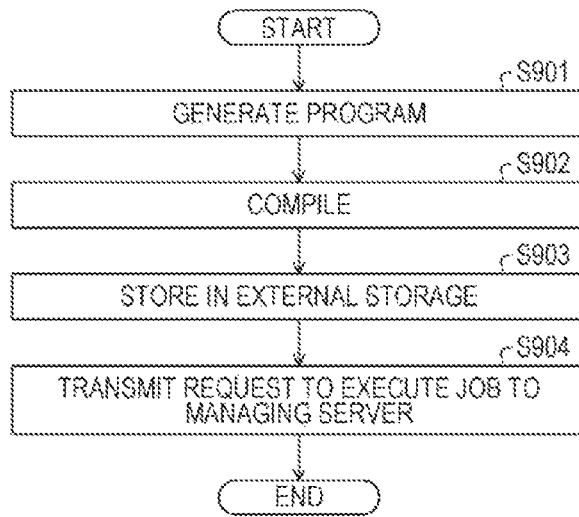 START
S901
GENERATE PROGRAM
S902
COMPILE
S903
STORE IN EXTERNAL STORAGE
S904
TRANSMIT REQUEST TO EXECUTE JOB TO
MANAGING SERVER
END